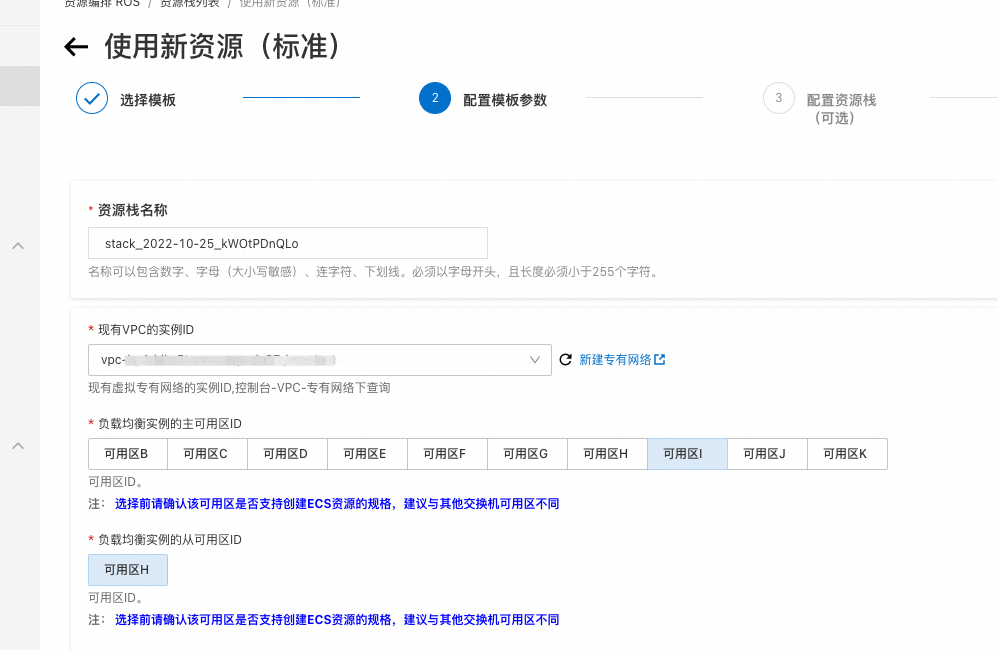 资源编排 ROS / 资源栈列表 / 使用新资源（标准）
← 使用新资源（标准）
选择模板
2 配置模板参数
3 配置资源栈
（可选）
* 资源栈名称
stack_2022-10-25_kWOtPDnQLo
名称可以包含数字、字母（大小写敏感）、连字符、下划线。必须以字母开头，且长度必须小于255个字符。
* 现有VPC的实例ID
vpc-
新建专有网络
现有虚拟专有网络的实例ID,控制台-VPC-专有网络下查询
* 负载均衡实例的主可用区ID
可用区B 可用区C 可用区D 可用区E 可用区F 可用区G 可用区H 可用区I 可用区J 可用区K
可用区ID。
注： 选择前请确认该可用区是否支持创建ECS资源的规格，建议与其他交换机可用区不同
* 负载均衡实例的从可用区ID
可用区H
可用区ID。
注： 选择前请确认该可用区是否支持创建ECS资源的规格，建议与其他交换机可用区不同